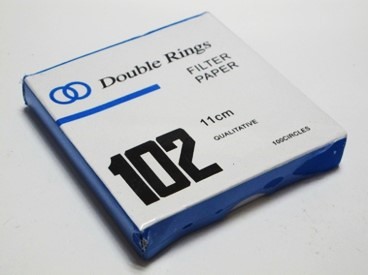 Double Rings
FILTER
PAPER
102
11cm
QUALITATIVE
100CIRCLES